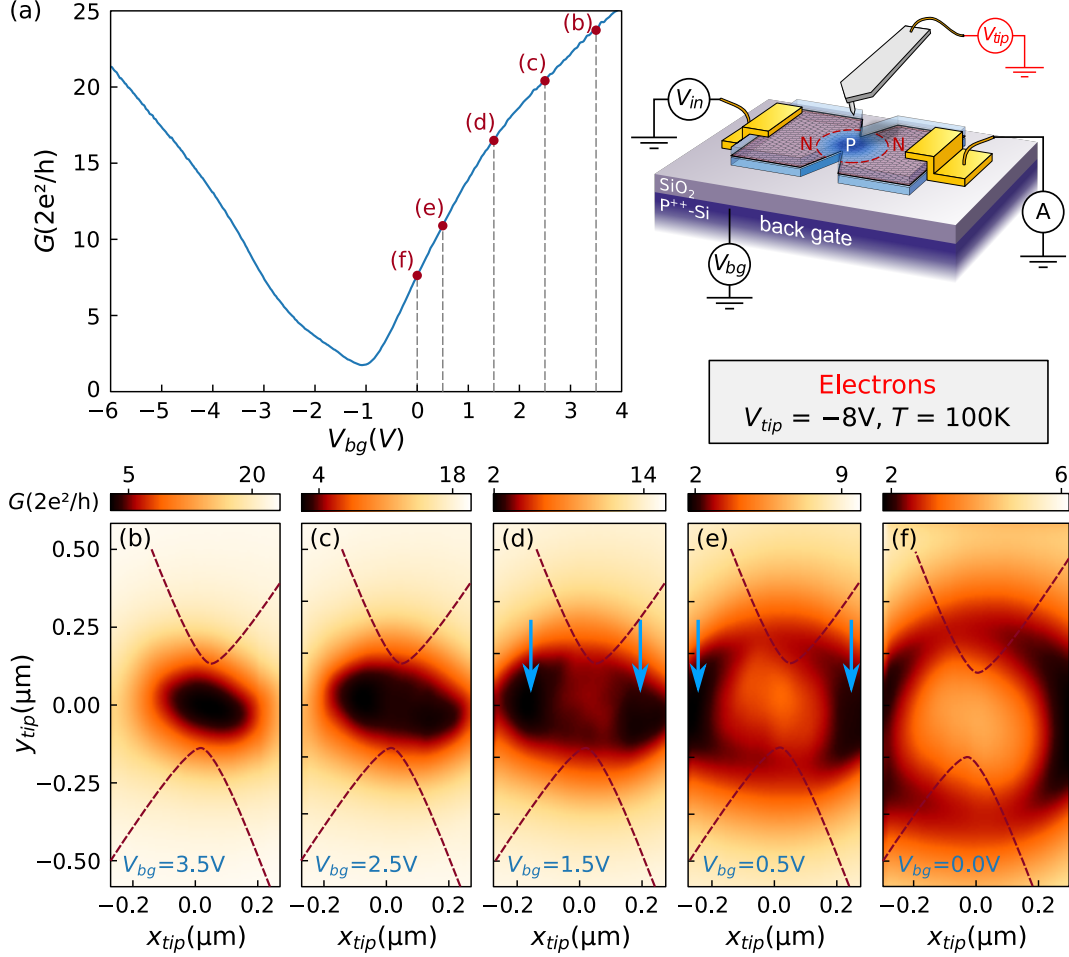 (a)
G(2e²/h)
25
20
15
10
5
0
(b)
(c)
(d)
(e)
(f)
−6 −5 −4 −3 −2 −1 0 1 2 3 4
V_bg(V)
V_tip
V_in
N P N
SiO₂
P⁺⁺-Si
back gate
V_bg
A
Electrons
V_tip = −8V, T = 100K
G(2e²/h)
5 20
4 18
2 14
2 9
2 6
(b) (c) (d) (e) (f)
y_tip(μm)
0.50
0.25
0.00
−0.25
−0.50
V_bg=3.5V V_bg=2.5V V_bg=1.5V V_bg=0.5V V_bg=0.0V
−0.2 0.0 0.2 −0.2 0.0 0.2 −0.2 0.0 0.2 −0.2 0.0 0.2 −0.2 0.0 0.2
x_tip(μm) x_tip(μm) x_tip(μm) x_tip(μm) x_tip(μm)